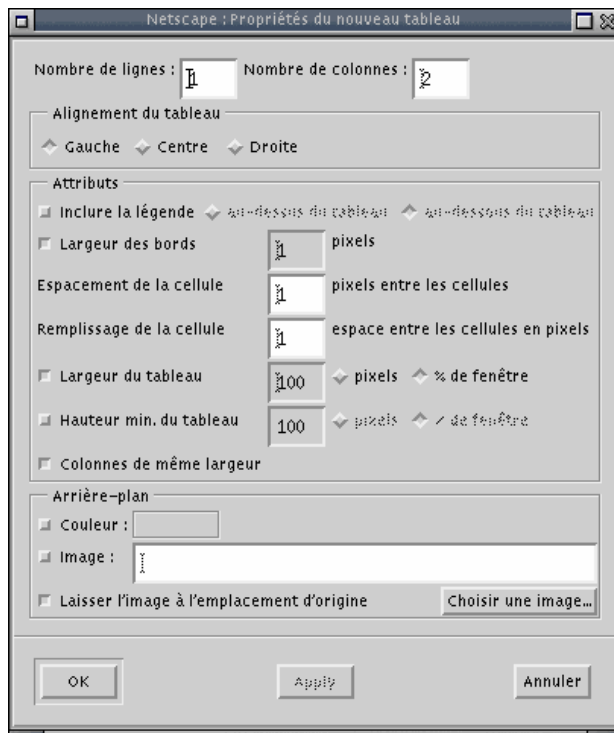 Netscape : Propriétés du nouveau tableau
Nombre de lignes : 1 Nombre de colonnes : 2
Alignement du tableau
Gauche Centre Droite
Attributs
Inclure la légende au-dessus du tableau au-dessous du tableau
Largeur des bords 1 pixels
Espacement de la cellule 1 pixels entre les cellules
Remplissage de la cellule 1 espace entre les cellules en pixels
Largeur du tableau 100 pixels % de fenêtre
Hauteur min. du tableau 100 pixels % de fenêtre
Colonnes de même largeur
Arrière-plan
Couleur :
Image :
Laisser l'image à l'emplacement d'origine Choisir une image...
OK Apply Annuler